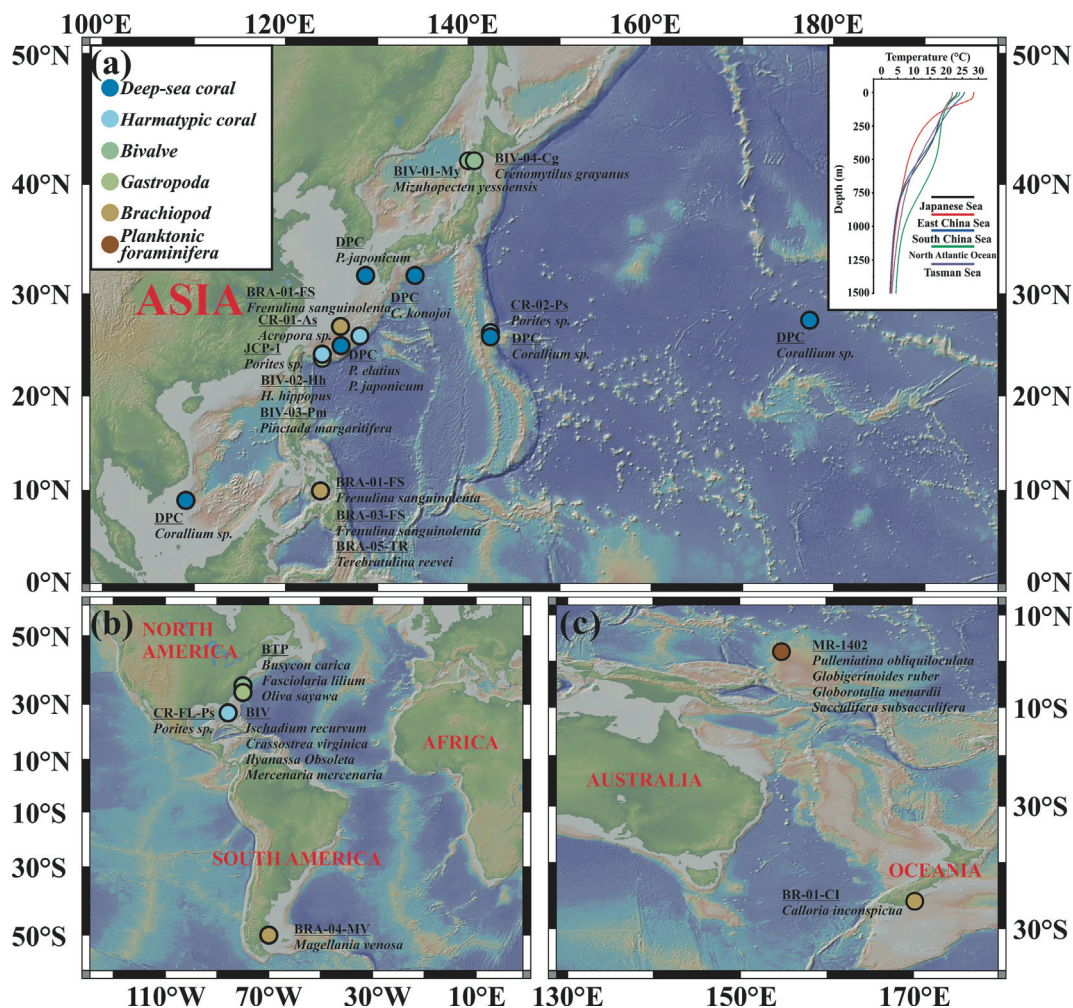 100°E 120°E 140°E 160°E 180°E
50°N
40°N
30°N
20°N
10°N
0°N
50°N
40°N
30°N
20°N
10°N
0°N
(a)
Deep-sea coral
Harmatypic coral
Bivalve
Gastropoda
Brachiopod
Planktonic
foraminifera
Temperature (°C)
0 5 10 15 20 25 30
Depth (m)
0
250
500
750
1000
1250
1500
Japanese Sea
East China Sea
South China Sea
North Atlantic Ocean
Tasman Sea
ASIA
BIV-01-My
Mizuhopecten yessoensis
BIV-04-Cg
Crenomytilus grayanus
DPC
P. japonicum
DPC
C. konojoi
BRA-01-FS
Frenulina sanguinolenta
CR-01-As
Acropora sp.
JCP-1
Porites sp.
DPC
P. elatius
P. japonicum
BIV-02-Hh
H. hippopus
BIV-03-Pm
Pinctada margaritifera
CR-02-Ps
Porites sp.
DPC
Corallium sp.
DPC
Corallium sp.
DPC
Corallium sp.
BRA-01-FS
Frenulina sanguinolenta
BRA-03-FS
Frenulina sanguinolenta
BRA-05-TR
Terebratulina reevei
(b)
50°N
30°N
10°N
10°S
30°S
50°S
NORTH
AMERICA
BTP
Busycon carica
Fasciolaria lilium
Oliva sayawa
CR-FL-Ps
Porites sp.
BIV
Ischadium recurvum
Crassostrea virginica
Ilyanassa Obsoleta
Mercenaria mercenaria
AFRICA
SOUTH AMERICA
BRA-04-MV
Magellania venosa
110°W 70°W 30°W 10°E
(c)
MR-1402
Pulleniatina obliquiloculata
Globigerinoides ruber
Globorotalia menardii
Sacculifera subsacculifera
AUSTRALIA
OCEANIA
BR-01-CI
Calloria inconspicua
10°N
10°S
30°S
30°S
130°E 150°E 170°E